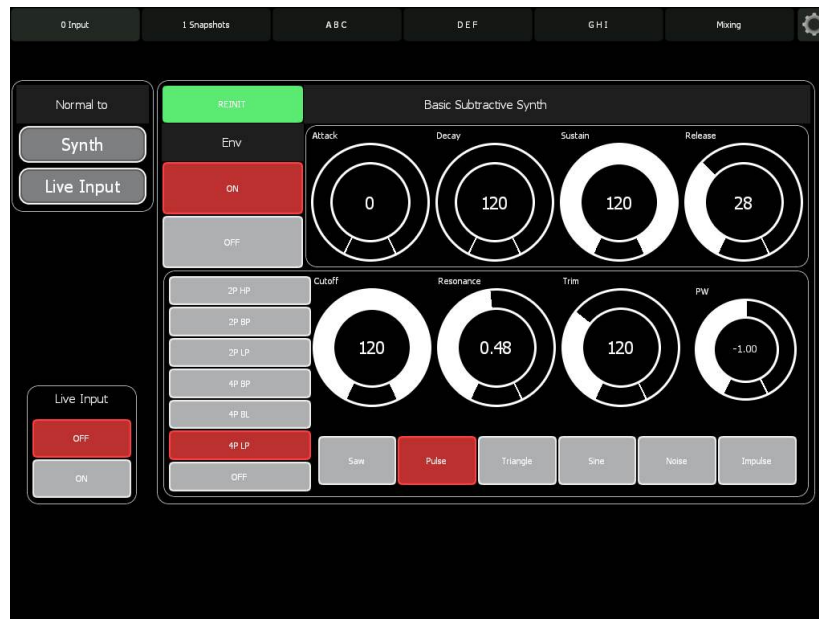 0 Input
1 Snapshots
A B C
D E F
G H I
Mixing
Normal to
Synth
Live Input
REINIT
Basic Subtractive Synth
Env
ON
OFF
Attack
Decay
Sustain
Release
0
120
120
28
2P HP
2P BP
2P LP
4P BP
4P BL
4P LP
OFF
Cutoff
Resonance
Trim
PW
120
0.48
120
-1.00
Saw
Pulse
Triangle
Sine
Noise
Impulse
Live Input
OFF
ON